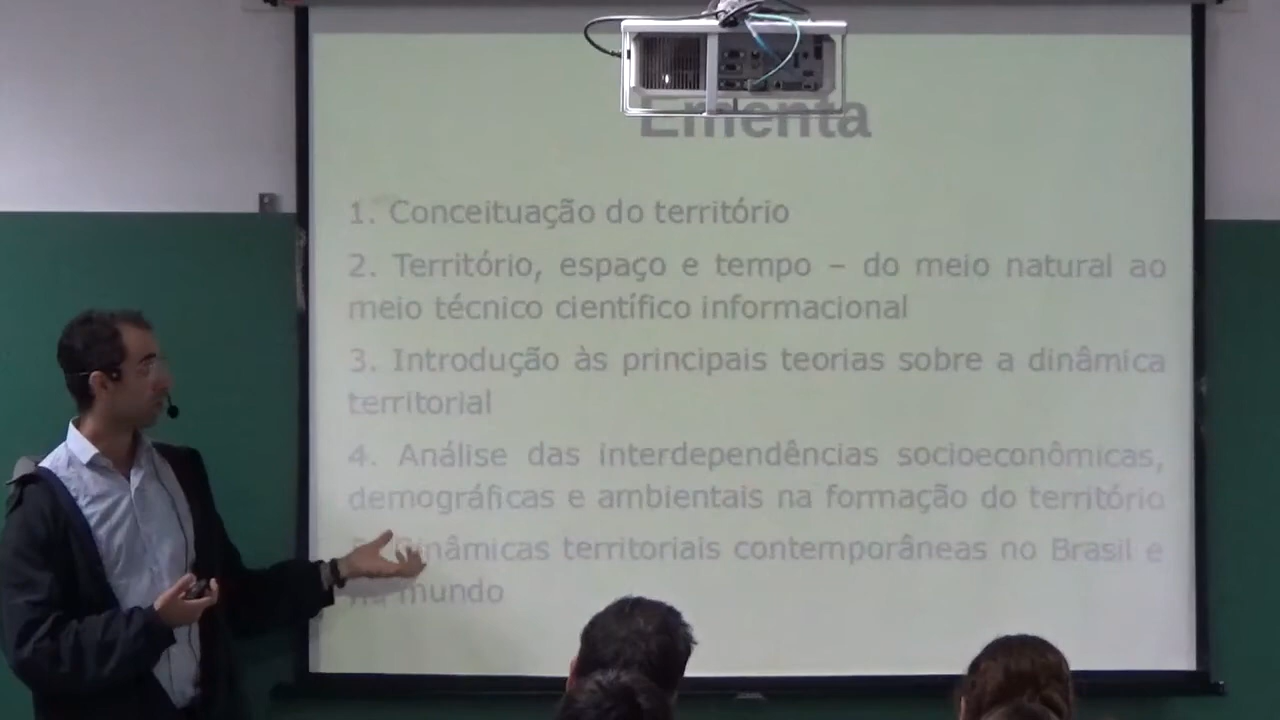 Ementa
1. Conceituação do território
2. Território, espaço e tempo – do meio natural ao
meio técnico científico informacional
3. Introdução às principais teorias sobre a dinâmica
territorial
4. Análise das interdependências socioeconômicas,
demográficas e ambientais na formação do território
Dinâmicas territoriais contemporâneas no Brasil e
mundo